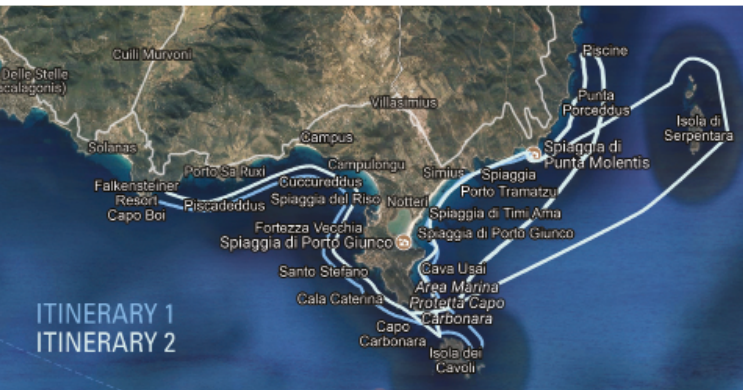 Piscine
Cuili Murvoni
Delle Stelle
acalagonis)
Punta
Porceddus
Villasimius
Isola di
Serpentara
Campus
Solanas
Spiaggia di
Punta Molentis
Campulongu
Porto Sa Ruxi
Simius
Spiaggia
Falkensteiner
Resort
Capo Boi
Cuccureddus
Porto Tramatzu
Piscadeddus
Spiaggia del Riso
Notteri
Spiaggia di Timi Ama
Fortezza Vecchia
Spiaggia di Porto Giunco
Spiaggia di Porto Giunco
Santo Stefano
Cava Usai
Area Marina
Protetta Capo
Carbonara
Cala Caterina
ITINERARY 1
ITINERARY 2
Capo
Carbonara
Isola dei
Cavoli